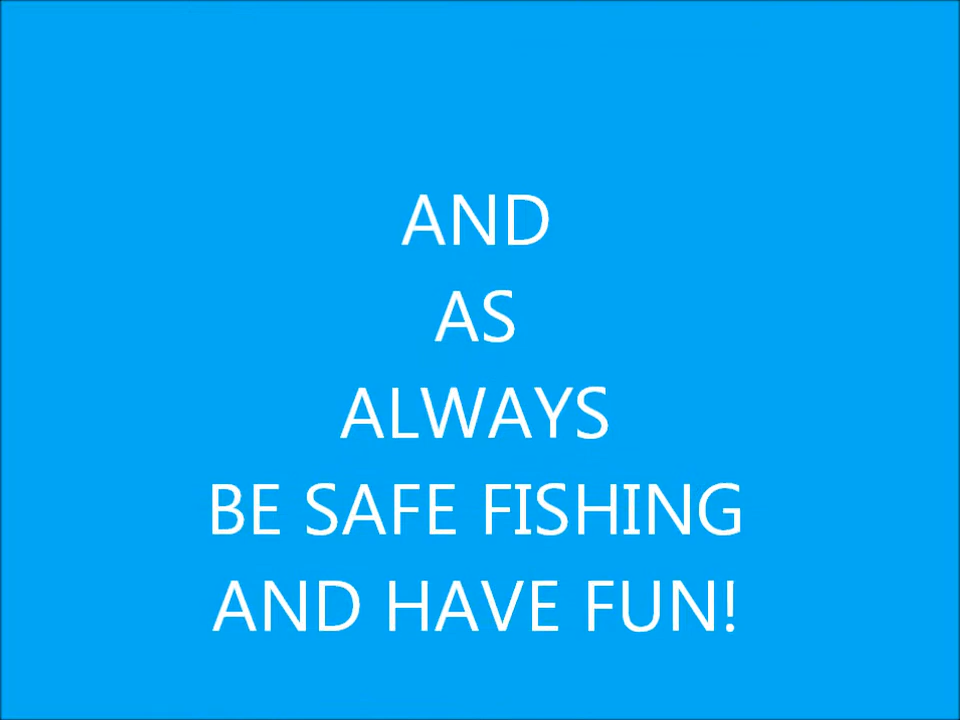 AND
AS
ALWAYS
BE SAFE FISHING
AND HAVE FUN!